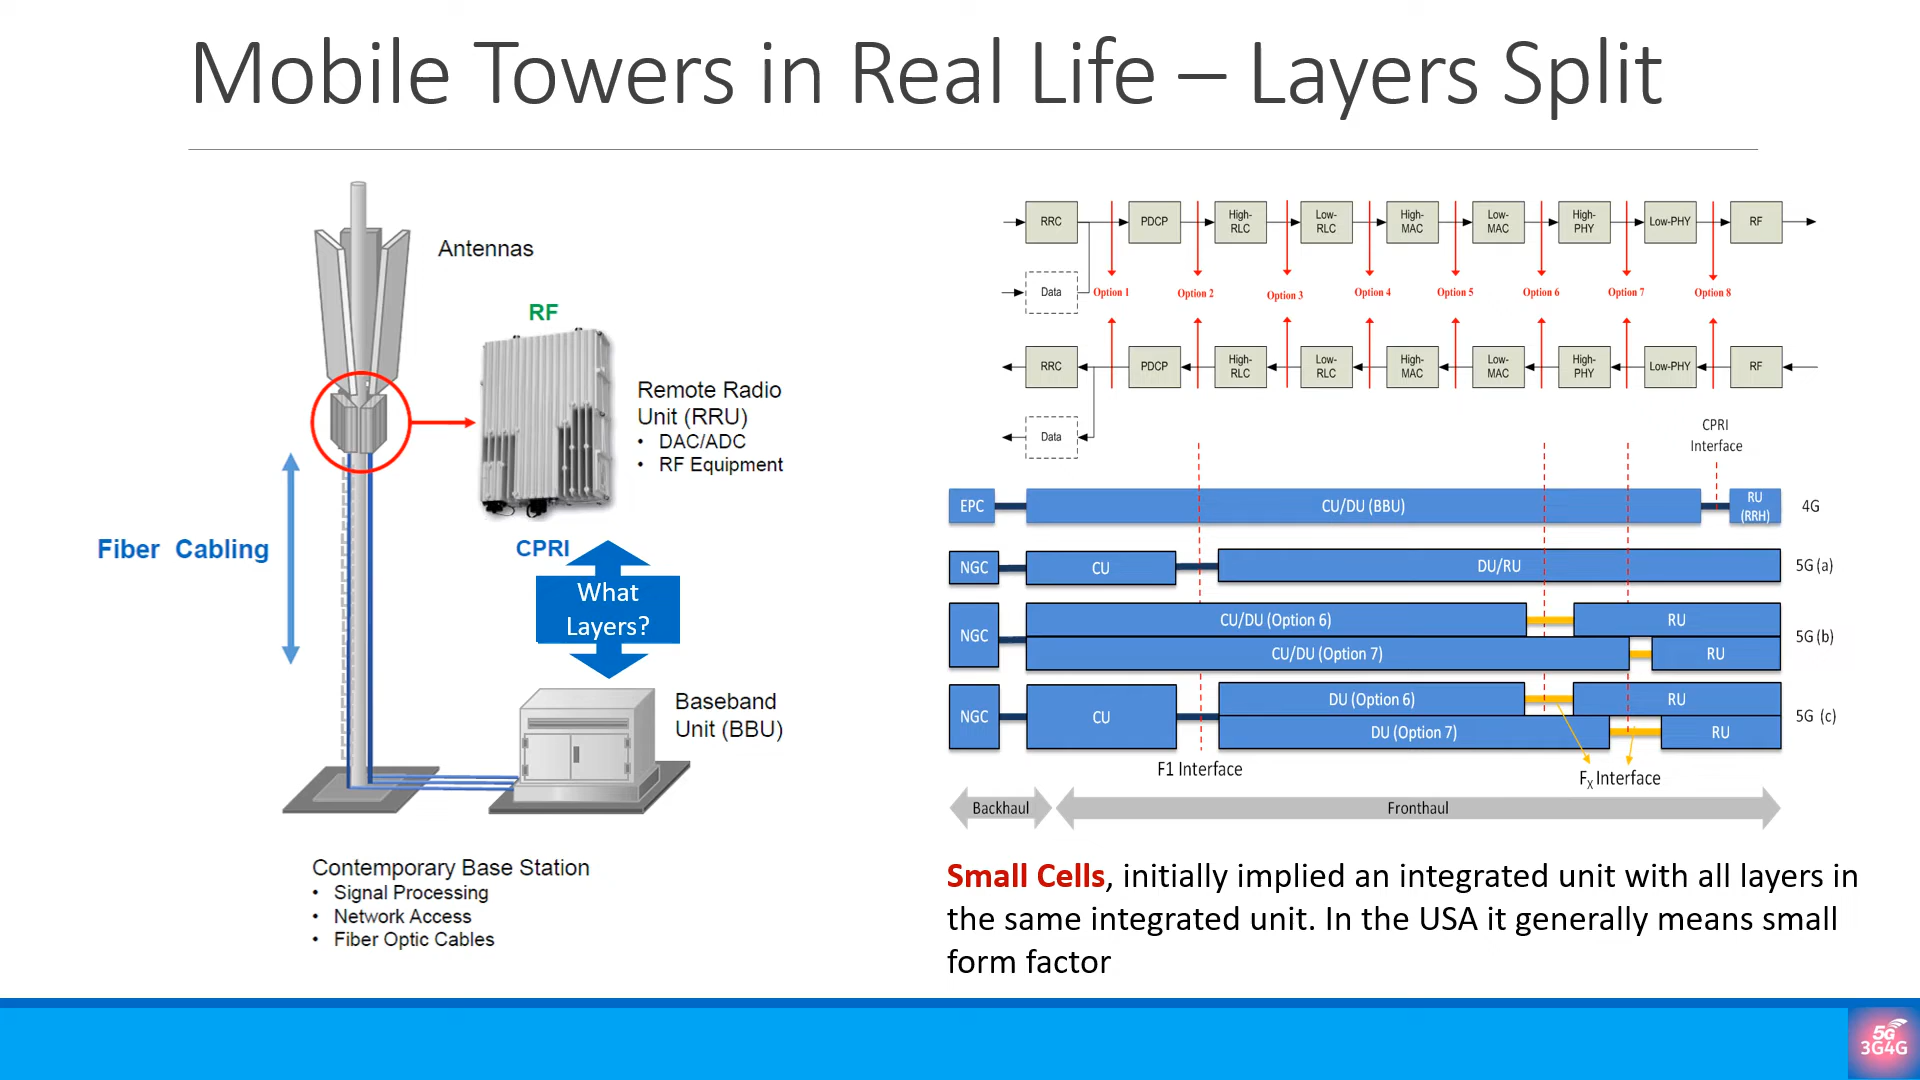 Mobile Towers in Real Life – Layers Split
Antennas
RF
Remote Radio
Unit (RRU)
• DAC/ADC
• RF Equipment
Fiber Cabling
CPRI
What
Layers?
Baseband
Unit (BBU)
Contemporary Base Station
• Signal Processing
• Network Access
• Fiber Optic Cables
RRC PDCP High-RLC Low-RLC High-MAC Low-MAC High-PHY Low-PHY RF
Data Option 1 Option 2 Option 3 Option 4 Option 5 Option 6 Option 7 Option 8
RRC PDCP High-RLC Low-RLC High-MAC Low-MAC High-PHY Low-PHY RF
Data
CPRI
Interface
EPC CU/DU (BBU) RU (RRH) 4G
NGC CU DU/RU 5G (a)
CU/DU (Option 6) RU
NGC 5G (b)
CU/DU (Option 7) RU
DU (Option 6) RU
NGC CU 5G (c)
DU (Option 7) RU
F1 Interface
FX Interface
Backhaul Fronthaul
Small Cells, initially implied an integrated unit with all layers in
the same integrated unit. In the USA it generally means small
form factor
5G
3G4G